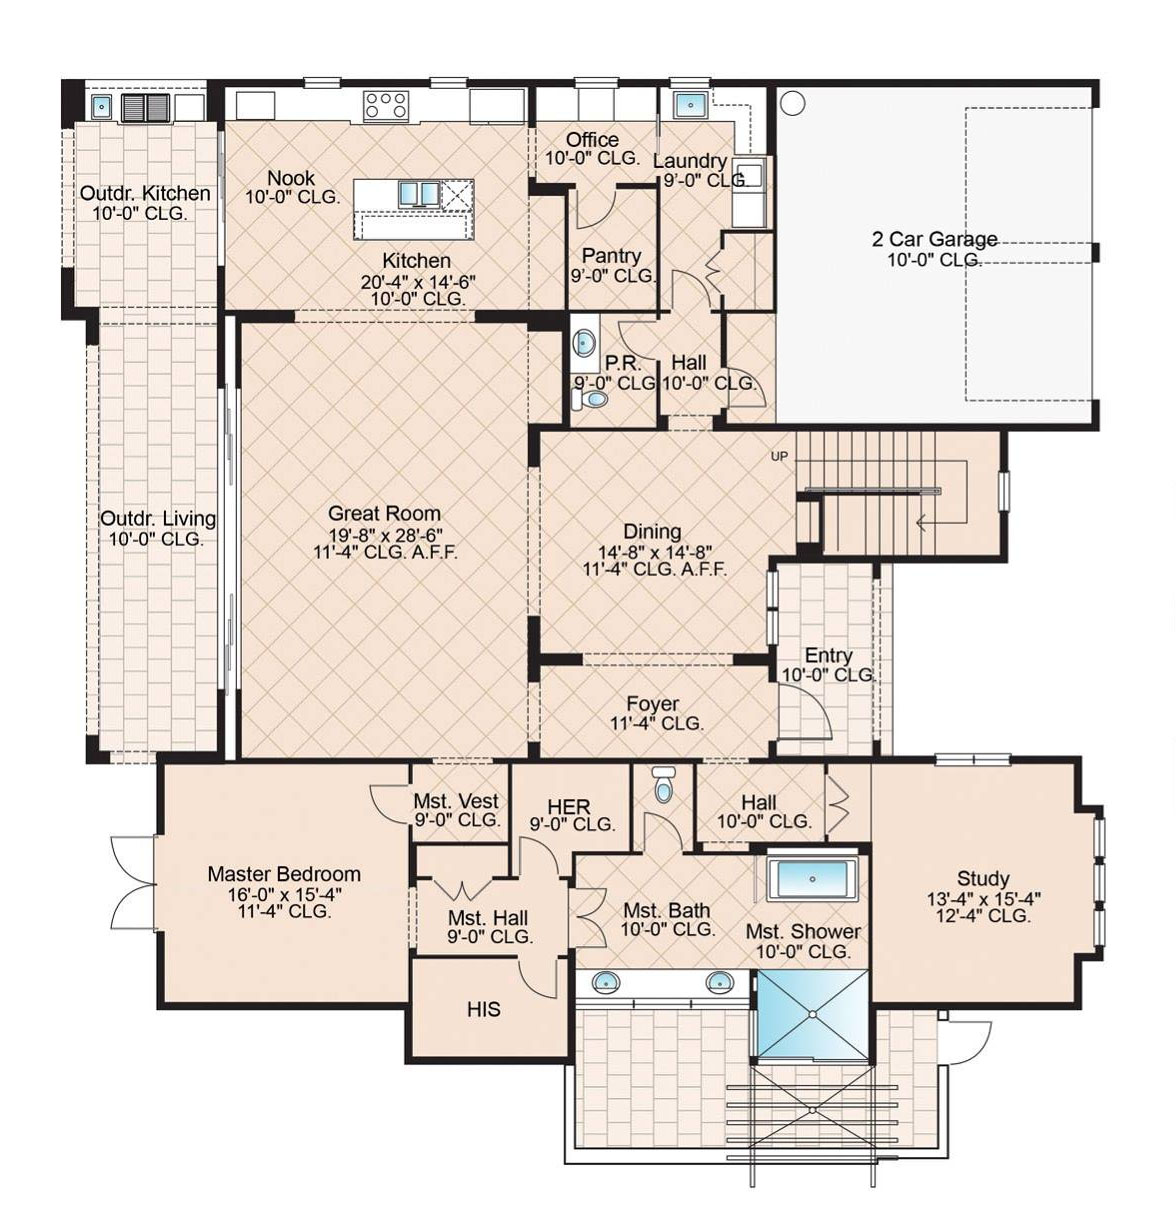 Outdr. Kitchen
10'-0" CLG.
Nook
10'-0" CLG.
Kitchen
20'-4" x 14'-6"
10'-0" CLG.
Office
10'-0" CLG.
Laundry
9'-0" CLG.
Pantry
9'-0" CLG.
2 Car Garage
10'-0" CLG.
P.R.
9'-0" CLG
Hall
10'-0" CLG.
UP
Outdr. Living
10'-0" CLG.
Great Room
19'-8" x 28'-6"
11'-4" CLG. A.F.F.
Dining
14'-8" x 14'-8"
11'-4" CLG. A.F.F.
Entry
10'-0" CLG.
Foyer
11'-4" CLG.
Mst. Vest
9'-0" CLG.
HER
9'-0" CLG.
Hall
10'-0" CLG.
Master Bedroom
16'-0" x 15'-4"
11'-4" CLG.
Mst. Hall
9'-0" CLG.
Mst. Bath
10'-0" CLG.
Mst. Shower
10'-0" CLG.
Study
13'-4" x 15'-4"
12'-4" CLG.
HIS